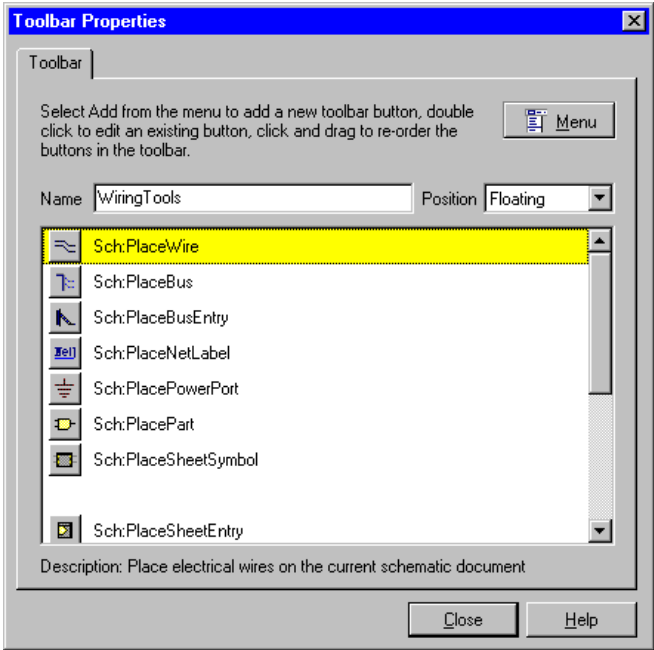 Toolbar Properties
Toolbar
Select Add from the menu to add a new toolbar button, double
click to edit an existing button, click and drag to re-order the
buttons in the toolbar.
Menu
Name WiringTools Position Floating
Sch:PlaceWire
Sch:PlaceBus
Sch:PlaceBusEntry
Net1 Sch:PlaceNetLabel
Sch:PlacePowerPort
Sch:PlacePart
Sch:PlaceSheetSymbol
Sch:PlaceSheetEntry
Description: Place electrical wires on the current schematic document
Close Help